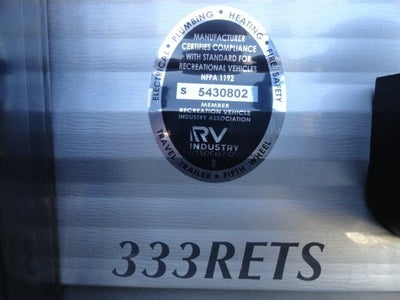 ELECTRICAL • PLUMBING • HEATING • FIRE SAFETY
MANUFACTURER
CERTIFIES COMPLIANCE
WITH STANDARD FOR
RECREATIONAL VEHICLES
NFPA 1192
S 5430802
MEMBER
RECREATION VEHICLE
INDUSTRY ASSOCIATION
RV
INDUSTRY
ASSOCIATION
D
TRAVEL TRAILER • FIFTH WHEEL
333RETS